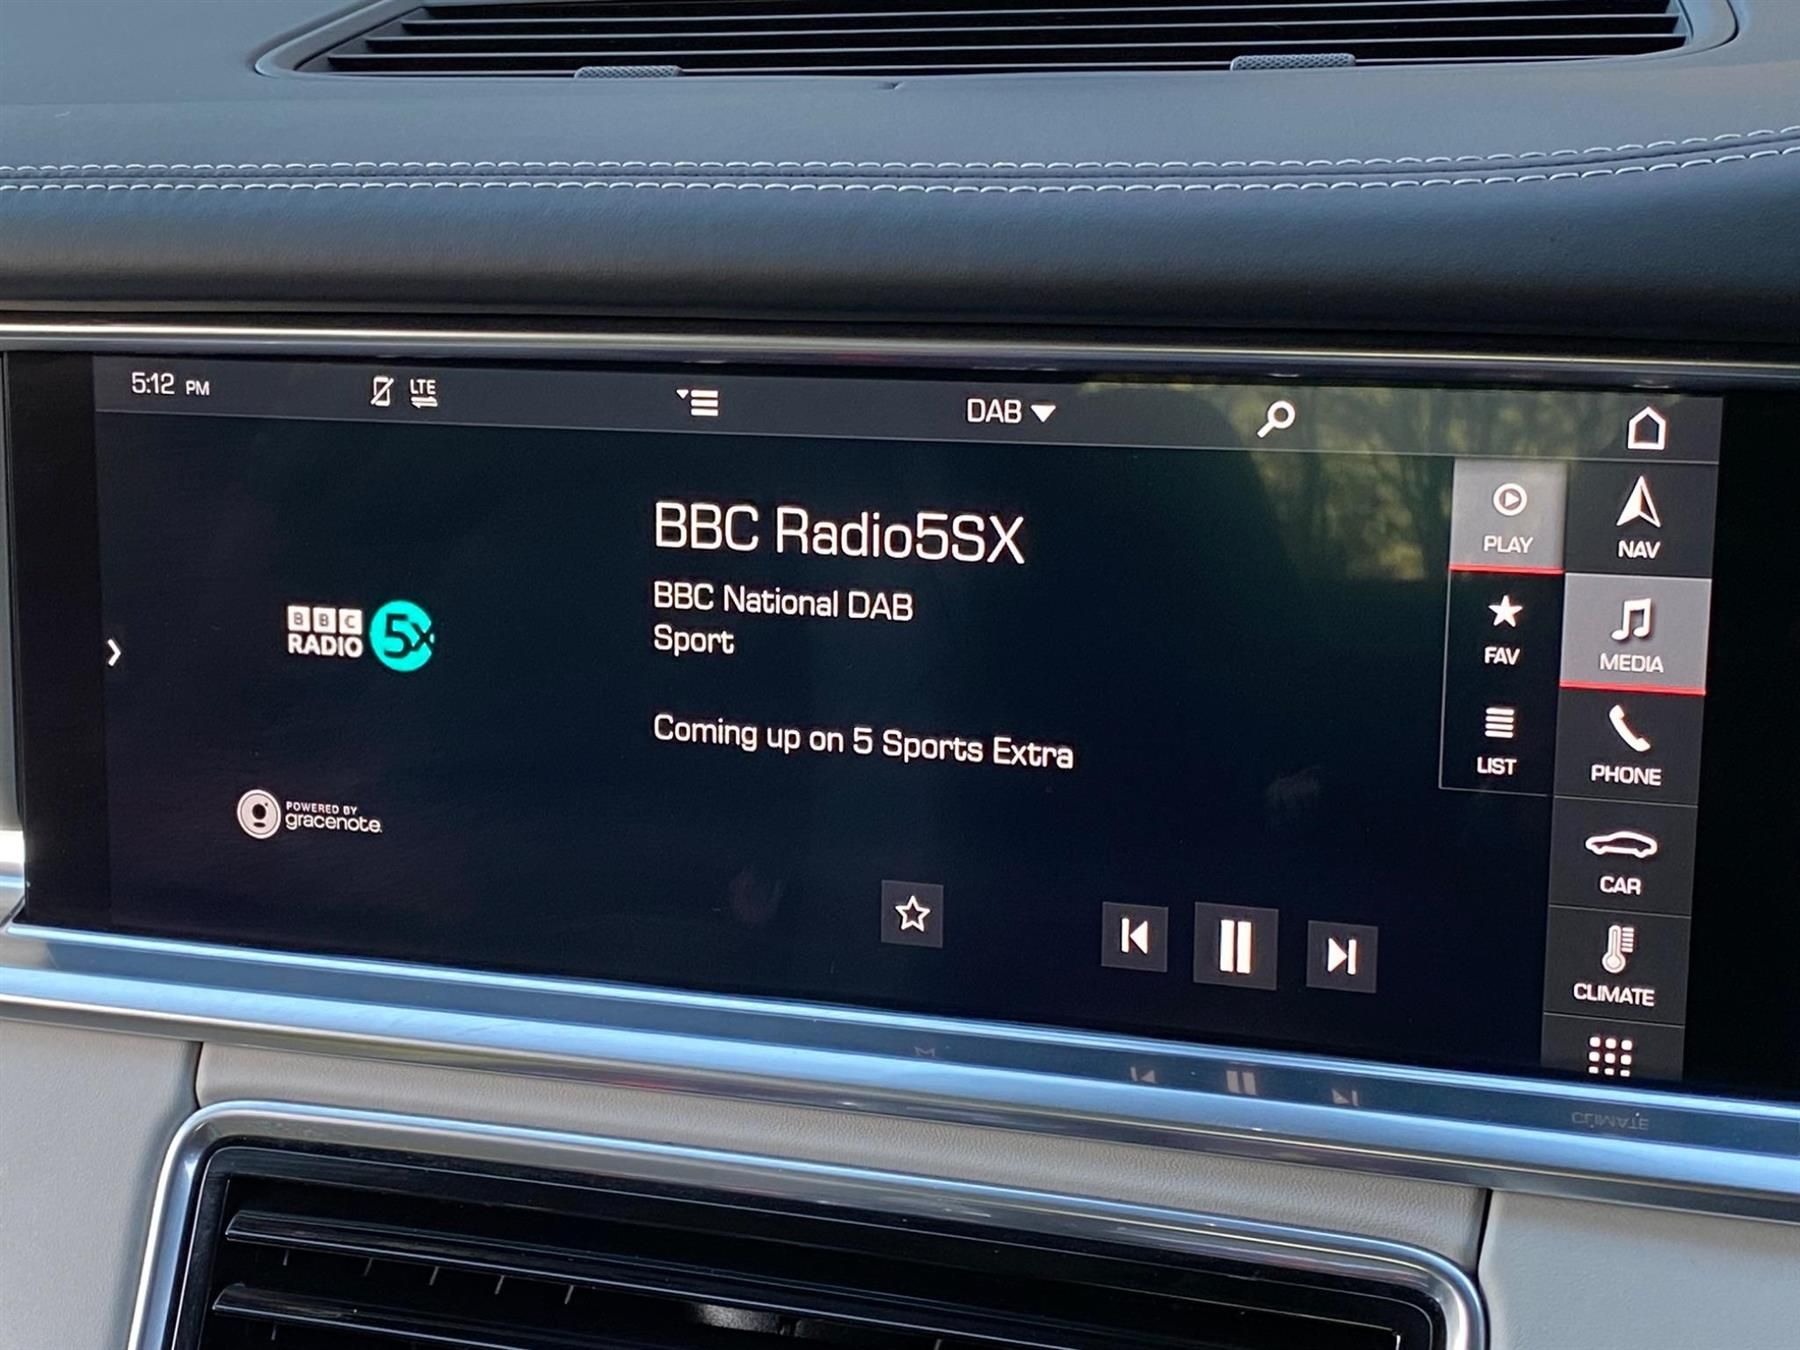 5:12 PM
LTE
DAB
BBC Radio5SX
BBC National DAB
Sport
Coming up on 5 Sports Extra
BBC
RADIO 5x
POWERED BY
gracenote.
PLAY
FAV
LIST
NAV
MEDIA
PHONE
CAR
CLIMATE